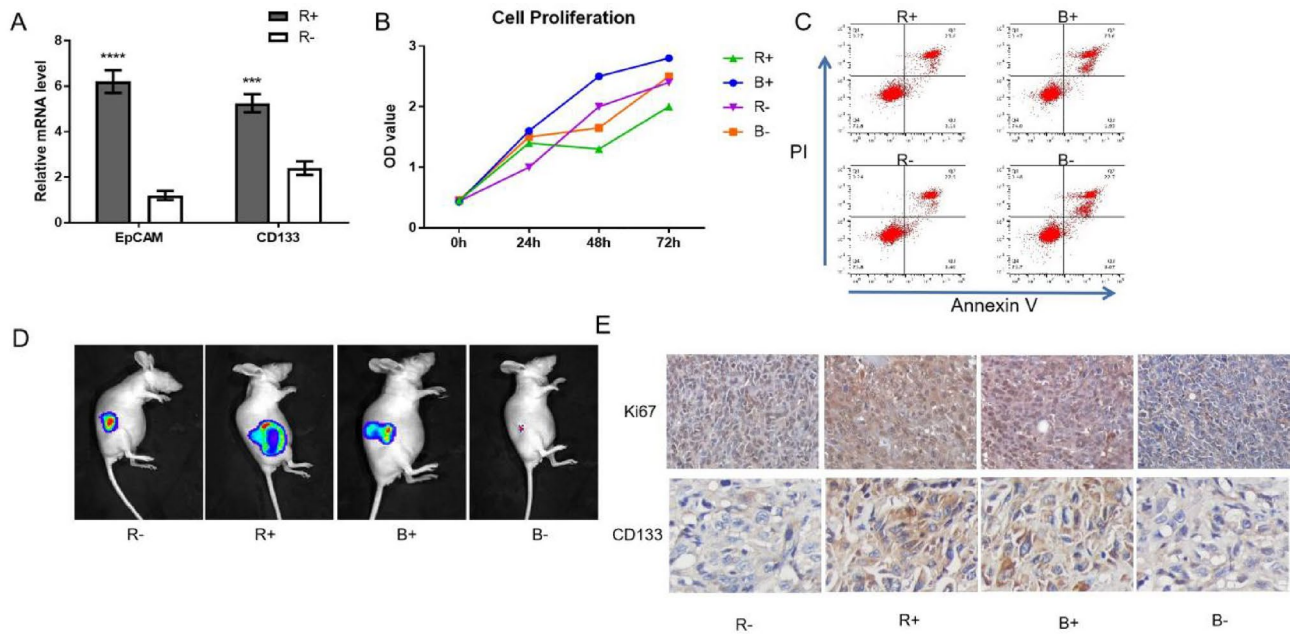 A
R+
R-
Relative mRNA level
8
6
4
2
0
****
***
EpCAM
CD133
B
Cell Proliferation
OD value
3
2
1
0
0h
24h
48h
72h
R+
B+
R-
B-
C
R+
B+
PI
R-
B-
Annexin V
D
R-
R+
B+
B-
E
Ki67
CD133
R-
R+
B+
B-